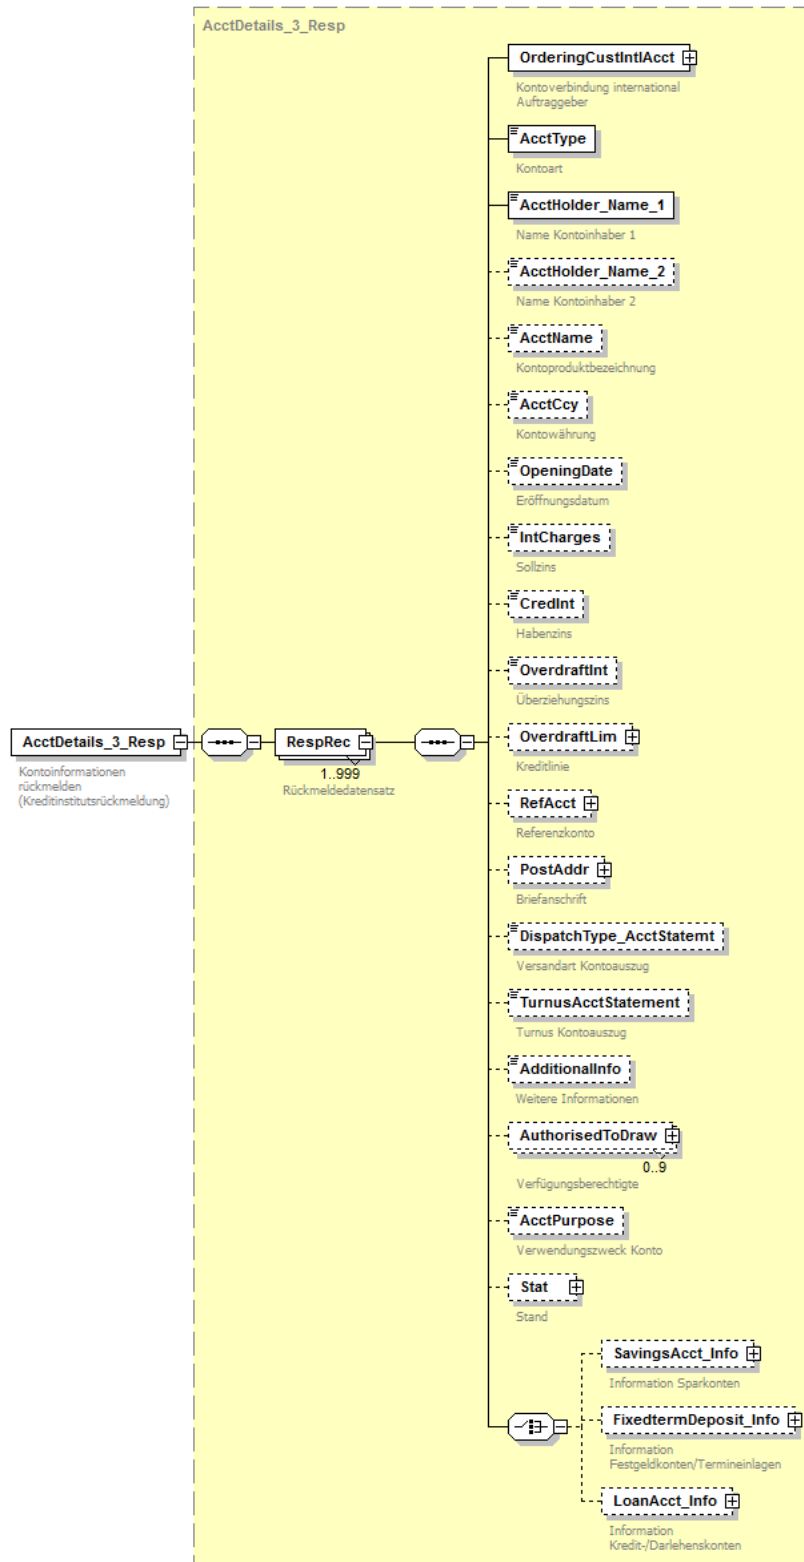 AcctDetails_3_Resp
OrderingCustIntlAcct
Kontoverbindung international
Auftraggeber
AcctType
Kontoart
AcctHolder_Name_1
Name Kontoinhaber 1
AcctHolder_Name_2
Name Kontoinhaber 2
AcctName
Kontoproduktbezeichnung
AcctCcy
Kontowährung
OpeningDate
Eröffnungsdatum
IntCharges
Sollzins
CredInt
Habenzins
OverdraftInt
Überziehungszins
OverdraftLim
Kreditlinie
AcctDetails_3_Resp
Kontoinformationen
rückmelden
(Kreditinstitutsrückmeldung)
RespRec
1..999
Rückmeldedatensatz
RefAcct
Referenzkonto
PostAddr
Briefanschrift
DispatchType_AcctStatemt
Versandart Kontoauszug
TurnusAcctStatement
Turnus Kontoauszug
AdditionalInfo
Weitere Informationen
AuthorisedToDraw
0..9
Verfügungsberechtigte
AcctPurpose
Verwendungszweck Konto
Stat
Stand
SavingsAcct_Info
Information Sparkonten
FixedtermDeposit_Info
Information
Festgeldkonten/Termineinlagen
LoanAcct_Info
Information
Kredit-/Darlehenskonten